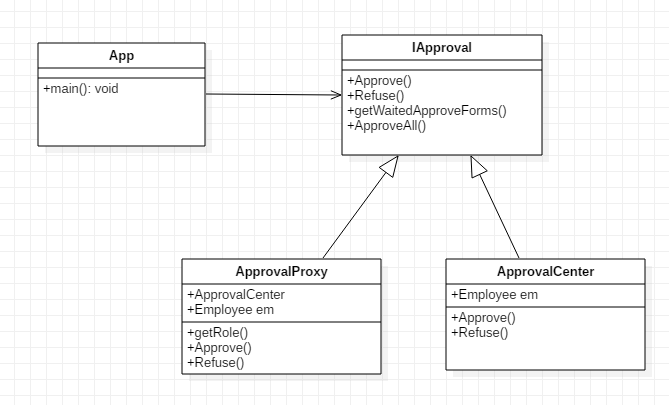 App
+main(): void
IApproval
+Approve()
+Refuse()
+getWaitedApproveForms()
+ApproveAll()
ApprovalProxy
+ApprovalCenter
+Employee em
+getRole()
+Approve()
+Refuse()
ApprovalCenter
+Employee em
+Approve()
+Refuse()